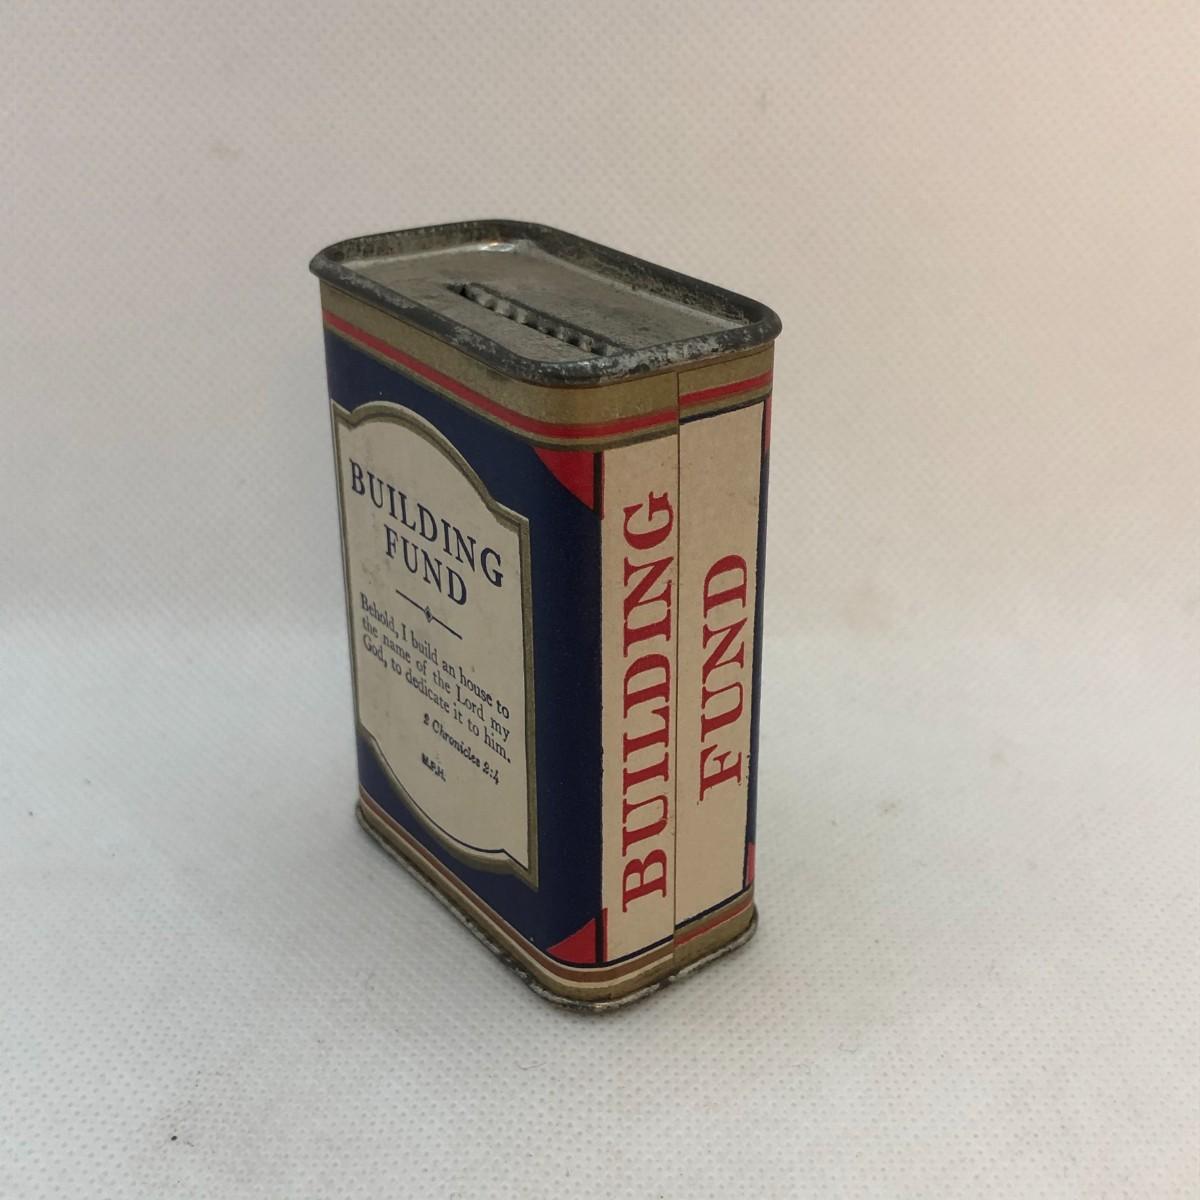 BUILDING
FUND
Behold, I build an house to
the name of the Lord my
God, to dedicate it to him.
2 Chronicles 2:4
M.P.H.
BUILDING
FUND